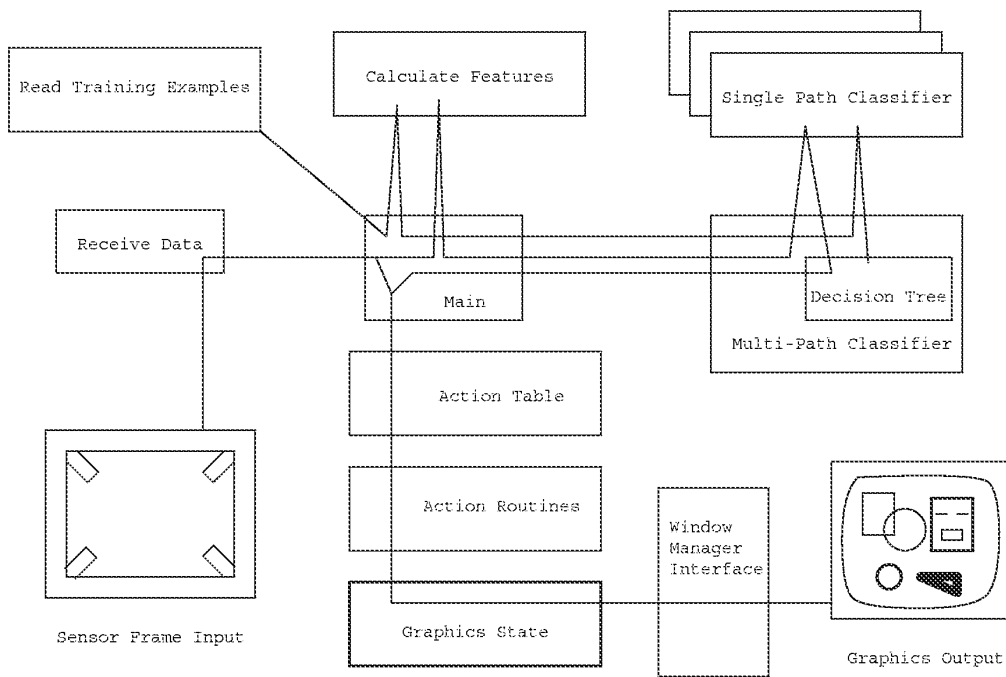 Read Training Examples
Calculate Features
Single Path Classifier
Receive Data
Main
Decision Tree
Multi-Path Classifier
Action Table
Action Routines
Window
Manager
Interface
Graphics State
Sensor Frame Input
Graphics Output